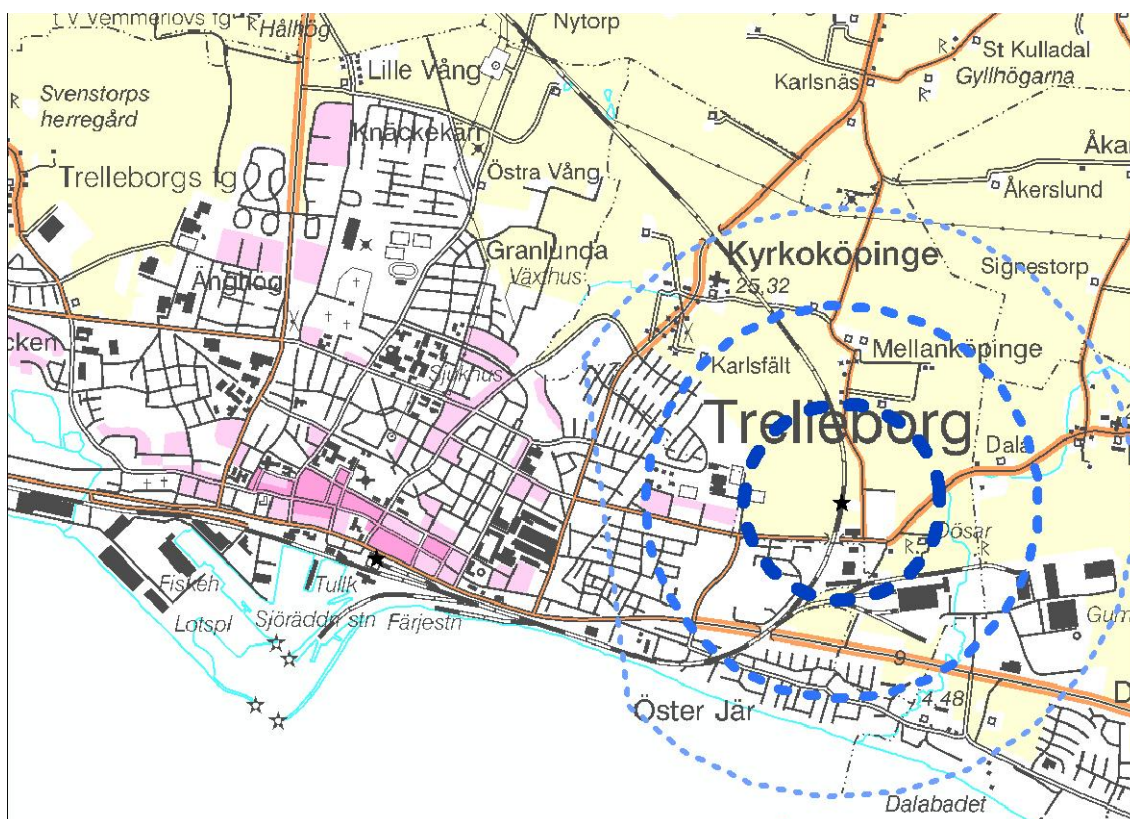 Nytorp
Hålhög
St Kulladal
Gyllhögarna
Lille Vång
Karlsnäs
Svenstorps
herregård
Knäckekärr
Östra Vång
Trelleborgs fg
Åkerslund
Granlunda
Växthus
Kyrkoköpinge
25,32
Signestorp
Änghög
Mellanköpinge
Karlsfält
Sjukhus
Trelleborg
Dala
Dösar
Fiskeh
Tullk
Lotspl
Sjöräddn stn
Färjestn
Gum
9
4,48
Öster Jär
D
Dalabadet